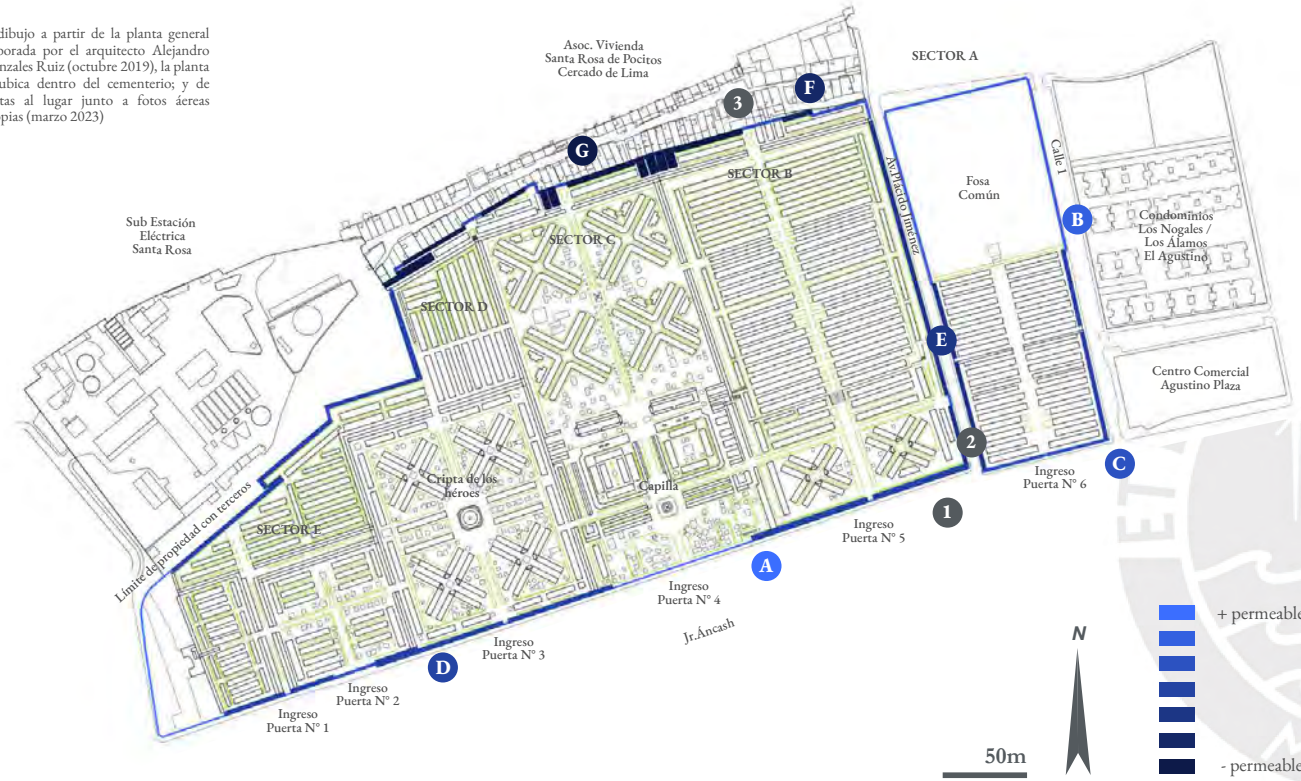 dibujo a partir de la planta general
borada por el arquitecto Alejandro
nzales Ruiz (octubre 2019), la planta
ubica dentro del cementerio; y de
tas al lugar junto a fotos áereas
pias (marzo 2023)
Asoc. Vivienda
Santa Rosa de Pocitos
Cercado de Lima
SECTOR A
3
F
G
SECTOR B
Av.Plácido Jiménez
Fosa
Común
Calle 1
B
Condominios
Los Nogales /
Los Álamos
El Agustino
Sub Estación
Eléctrica
Santa Rosa
SECTOR C
SECTOR D
E
Centro Comercial
Agustino Plaza
2
C
Ingreso
Puerta N° 6
Cripta de los
héroes
Capilla
1
Límite de propiedad con terceros
SECTOR E
Ingreso
Puerta N° 5
A
Ingreso
Puerta N° 4
Jr.Áncash
Ingreso
Puerta N° 3
D
Ingreso
Puerta N° 2
Ingreso
Puerta N° 1
N
50m
+ permeable
- permeable
ET